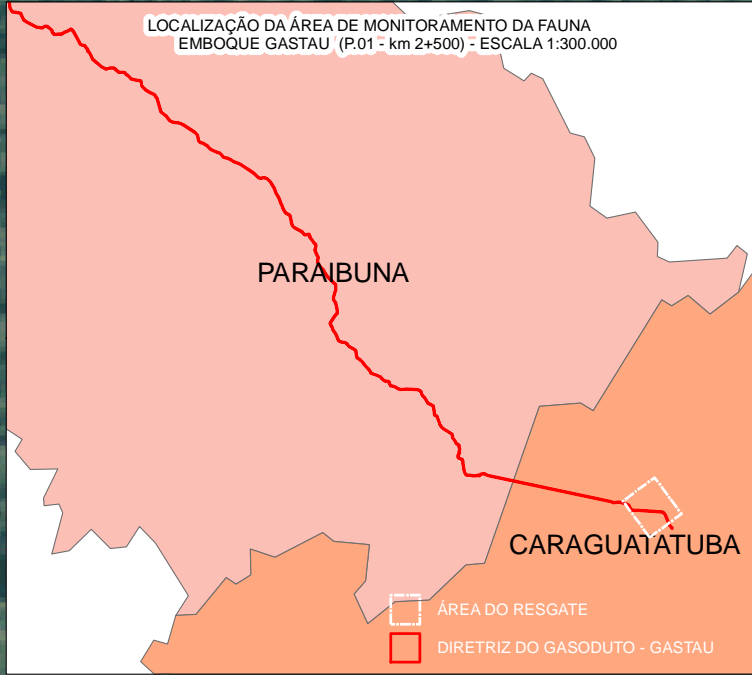 LOCALIZAÇÃO DA ÁREA DE MONITORAMENTO DA FAUNA
EMBOQUE GASTAU (P.01 - km 2+500) - ESCALA 1:300.000
PARAIBUNA
CARAGUATATUBA
ÁREA DO RESGATE
DIRETRIZ DO GASODUTO - GASTAU